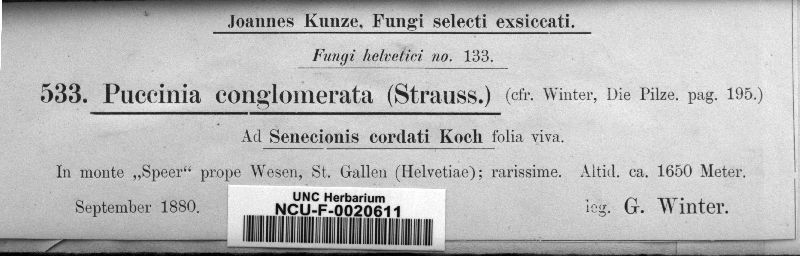 Joannes Kunze, Fungi selecti exsiccati.
Fungi helvetici no. 133.
533. Puccinia conglomerata (Strauss.) (cfr. Winter, Die Pilze. pag. 195.)
Ad Senecionis cordati Koch folia viva.
In monte „Speer“ prope Wesen, St. Gallen (Helvetiae); rarissime. Altid. ca. 1650 Meter.
September 1880.
leg. G. Winter.
UNC Herbarium
NCU-F-0020611